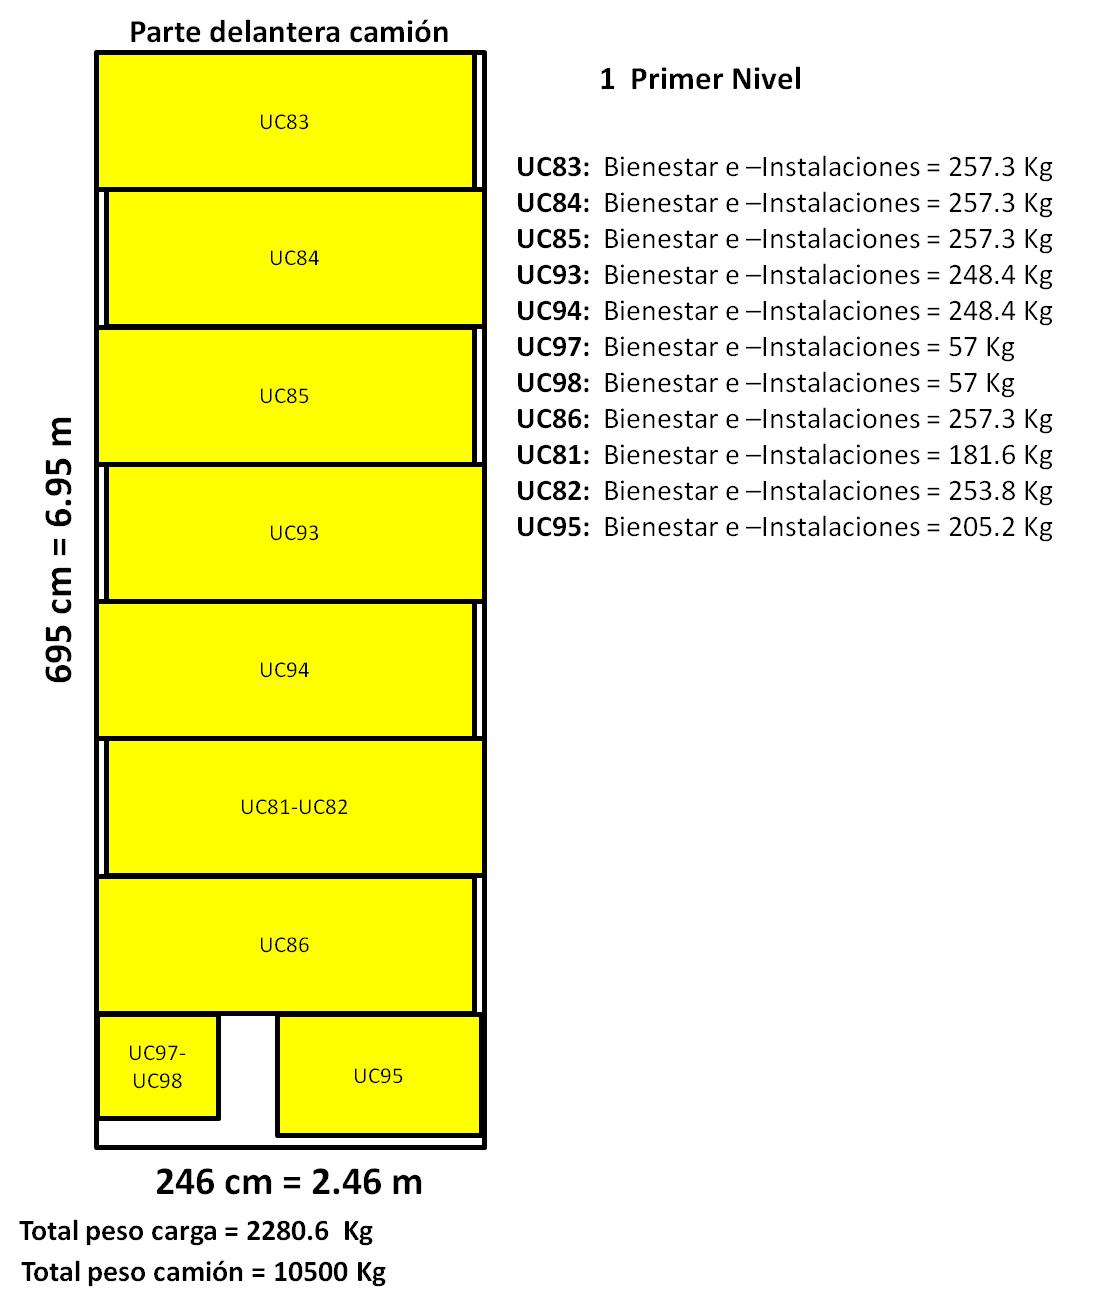 Parte delantera camión
1 Primer Nivel
UC83
UC84
UC85
UC93
UC94
UC81-UC82
UC86
UC97-
UC98
UC95
695 cm = 6.95 m
246 cm = 2.46 m
UC83: Bienestar e –Instalaciones = 257.3 Kg
UC84: Bienestar e –Instalaciones = 257.3 Kg
UC85: Bienestar e –Instalaciones = 257.3 Kg
UC93: Bienestar e –Instalaciones = 248.4 Kg
UC94: Bienestar e –Instalaciones = 248.4 Kg
UC97: Bienestar e –Instalaciones = 57 Kg
UC98: Bienestar e –Instalaciones = 57 Kg
UC86: Bienestar e –Instalaciones = 257.3 Kg
UC81: Bienestar e –Instalaciones = 181.6 Kg
UC82: Bienestar e –Instalaciones = 253.8 Kg
UC95: Bienestar e –Instalaciones = 205.2 Kg
Total peso carga = 2280.6 Kg
Total peso camión = 10500 Kg